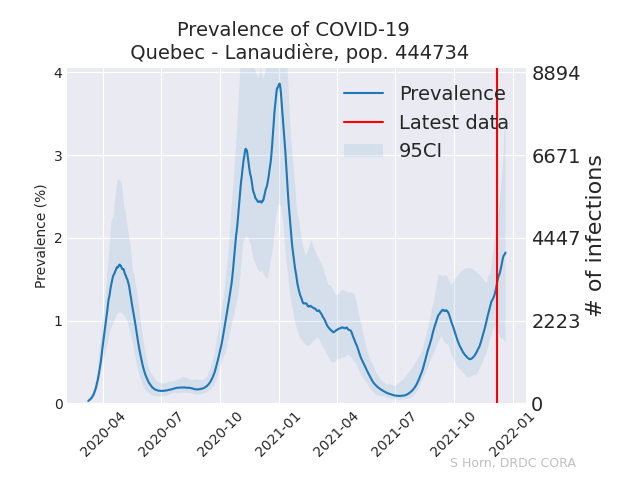 Prevalence of COVID-19
Quebec - Lanaudière, pop. 444734
Prevalence (%)
4
3
2
1
0
8894
6671
4447
2223
0
# of infections
Prevalence
Latest data
95CI
2020-04
2020-07
2020-10
2021-01
2021-04
2021-07
2021-10
2022-01
S Horn, DRDC CORA